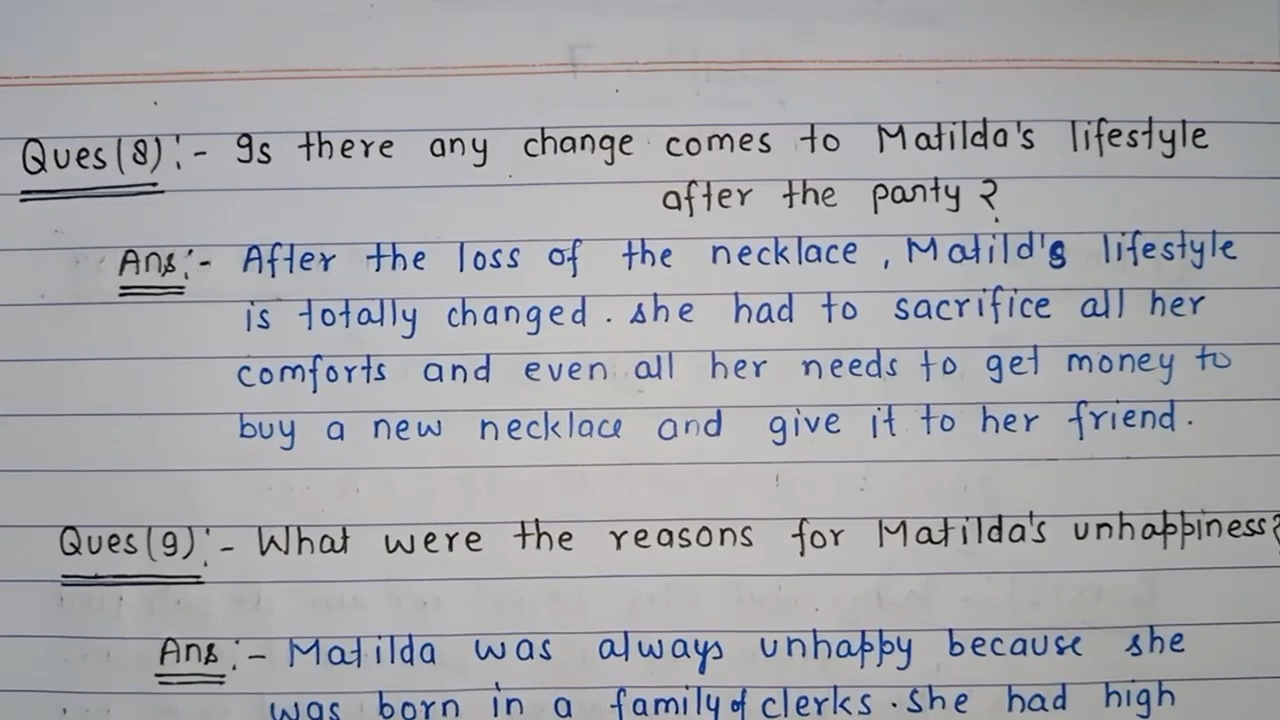 Ques(8):- Is there any change comes to Matilda's lifestyle
after the party?
Ans:- After the loss of the necklace, Matild's lifestyle
is totally changed. she had to sacrifice all her
comforts and even all her needs to get money to
buy a new necklace and give it to her friend.
Ques(9):- What were the reasons for Matilda's unhappiness?
Ans:- Matilda was always unhappy because she
was born in a family of clerks. she had high